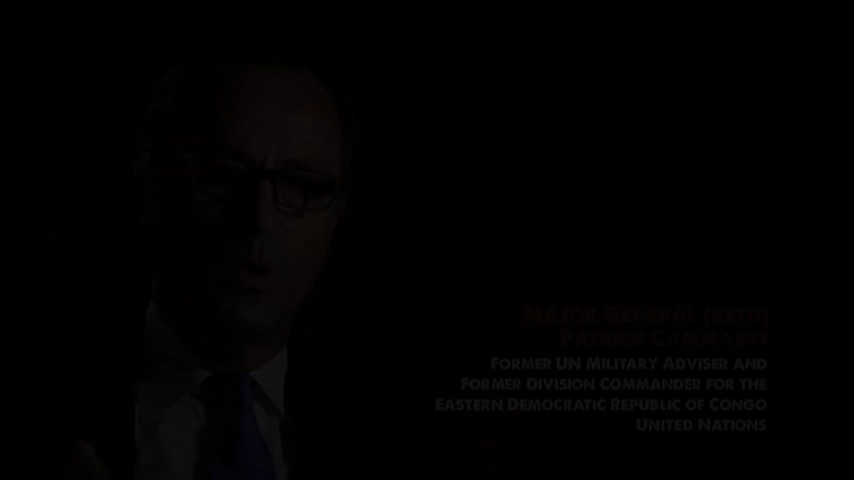 Major General (Retd)
Patrick Cammaert
Former UN Military Adviser and
Former Division Commander for the
Eastern Democratic Republic of Congo
United Nations